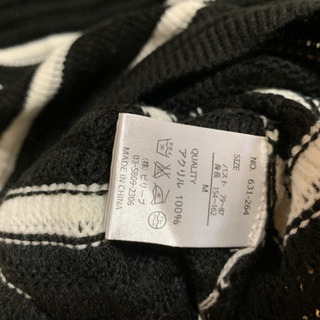 NO. 631-264
SIZE
M
バスト 79~87
身長 154~162
QUALITY
アクリル 100%
(株) ビリーヴ
03-5809-2206
MADE IN CHINA